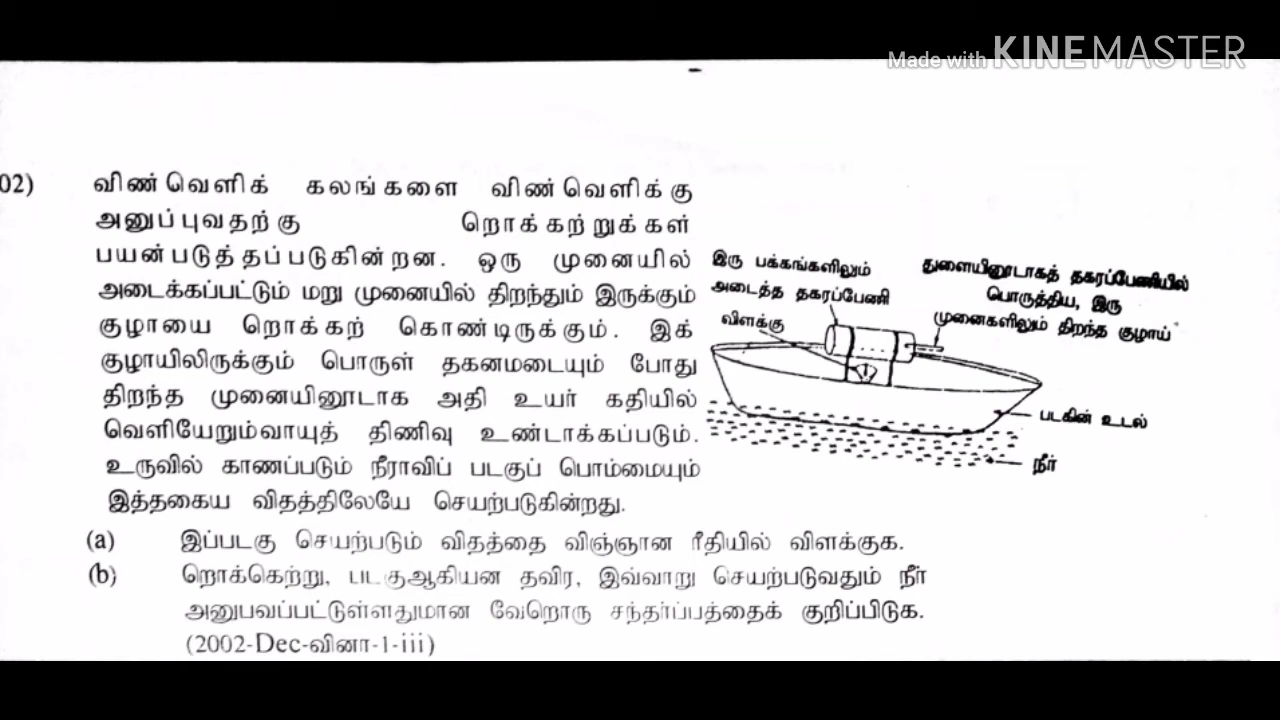 Made with KINEMASTER
02)
விண்வெளிக் கலங்களை விண்வெளிக்கு
அனுப்புவதற்கு றொக்கற்றுக்கள்
பயன்படுத்தப்படுகின்றன. ஒரு முனையில்
அடைக்கப்பட்டும் மறு முனையில் திறந்தும் இருக்கும்
குழாயை றொக்கற் கொண்டிருக்கும். இக்
குழாயிலிருக்கும் பொருள் தகனமடையும் போது
திறந்த முனையினூடாக அதி உயர் கதியில்
வெளியேறும்வாயுத் திணிவு உண்டாக்கப்படும்.
உருவில் காணப்படும் நீராவிப் படகுப் பொம்மையும்
இத்தகைய விதத்திலேயே செயற்படுகின்றது.
இரு பக்கங்களிலும்
அடைத்த தகரப்பேணி
விளக்கு
துளையினூடாகத் தகரப்பேணியில்
பொருத்திய, இரு
முனைகளிலும் திறந்த குழாய்
படகின் உடல்
நீர்
(a) இப்படகு செயற்படும் விதத்தை விஞ்ஞான ரீதியில் விளக்குக.
(b) றொக்கெற்று, படகுஆகியன தவிர, இவ்வாறு செயற்படுவதும் நீர்
அனுபவப்பட்டுள்ளதுமான வேறொரு சந்தர்ப்பத்தைக் குறிப்பிடுக.
(2002-Dec-வினா-1-iii)